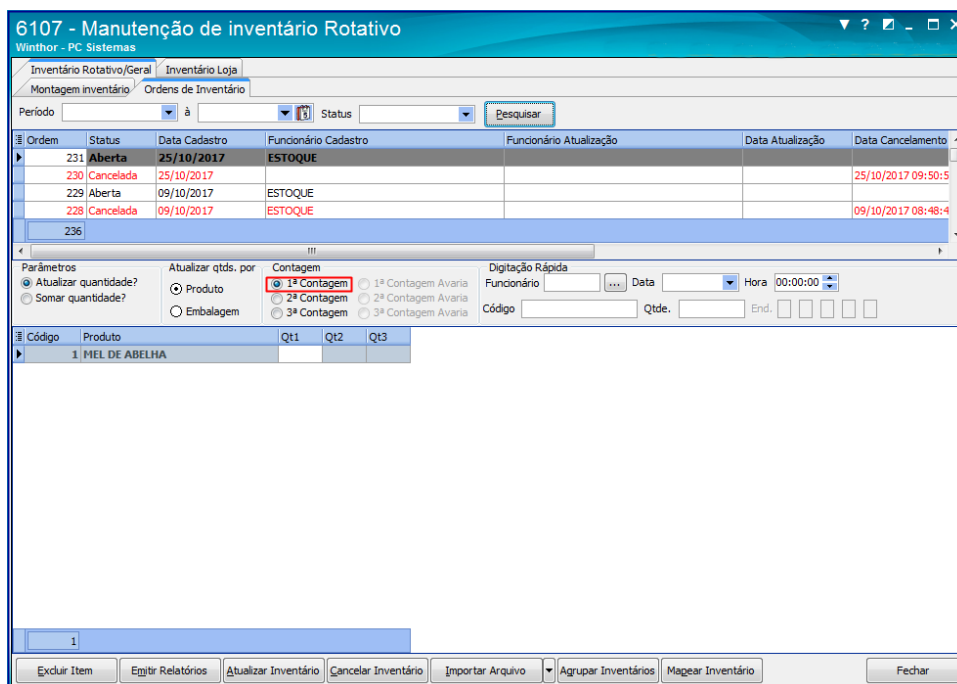 6107 - Manutenção de inventário Rotativo
Winthor - PC Sistemas
Inventário Rotativo/Geral Inventário Loja
Montagem inventário Ordens de Inventário
Período à Status Pesquisar
Ordem Status Data Cadastro Funcionário Cadastro Funcionário Atualização Data Atualização Data Cancelamento
231 Aberta 25/10/2017 ESTOQUE
230 Cancelada 25/10/2017 25/10/2017 09:50:5
229 Aberta 09/10/2017 ESTOQUE
228 Cancelada 09/10/2017 ESTOQUE 09/10/2017 08:48:4
236
Parâmetros Atualizar qtds. por Contagem Digitação Rápida
Atualizar quantidade? Produto 1ª Contagem 1ª Contagem Avaria Funcionário ... Data Hora 00:00:00
Somar quantidade? Embalagem 2ª Contagem 2ª Contagem Avaria
3ª Contagem 3ª Contagem Avaria Código Qtde. End.
Código Produto Qt1 Qt2 Qt3
1 MEL DE ABELHA
1
Excluir Item Emitir Relatórios Atualizar Inventário Cancelar Inventário Importar Arquivo Agrupar Inventários Mapear Inventário Fechar